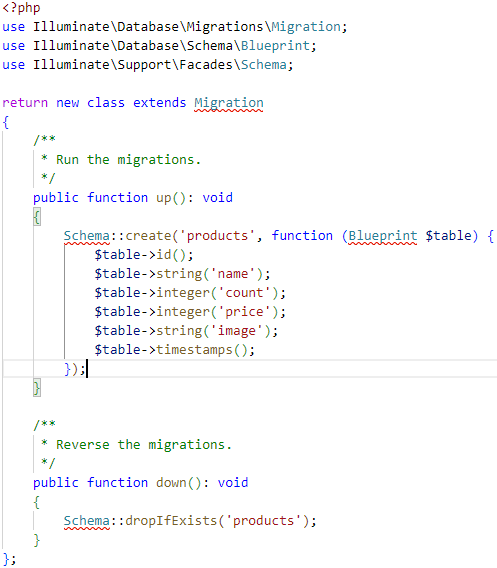 <?php
use Illuminate\Database\Migrations\Migration;
use Illuminate\Database\Schema\Blueprint;
use Illuminate\Support\Facades\Schema;

return new class extends Migration
{
    /**
     * Run the migrations.
     */
    public function up(): void
    {
        Schema::create('products', function (Blueprint $table) {
            $table->id();
            $table->string('name');
            $table->integer('count');
            $table->integer('price');
            $table->string('image');
            $table->timestamps();
        });
    }

    /**
     * Reverse the migrations.
     */
    public function down(): void
    {
        Schema::dropIfExists('products');
    }
};